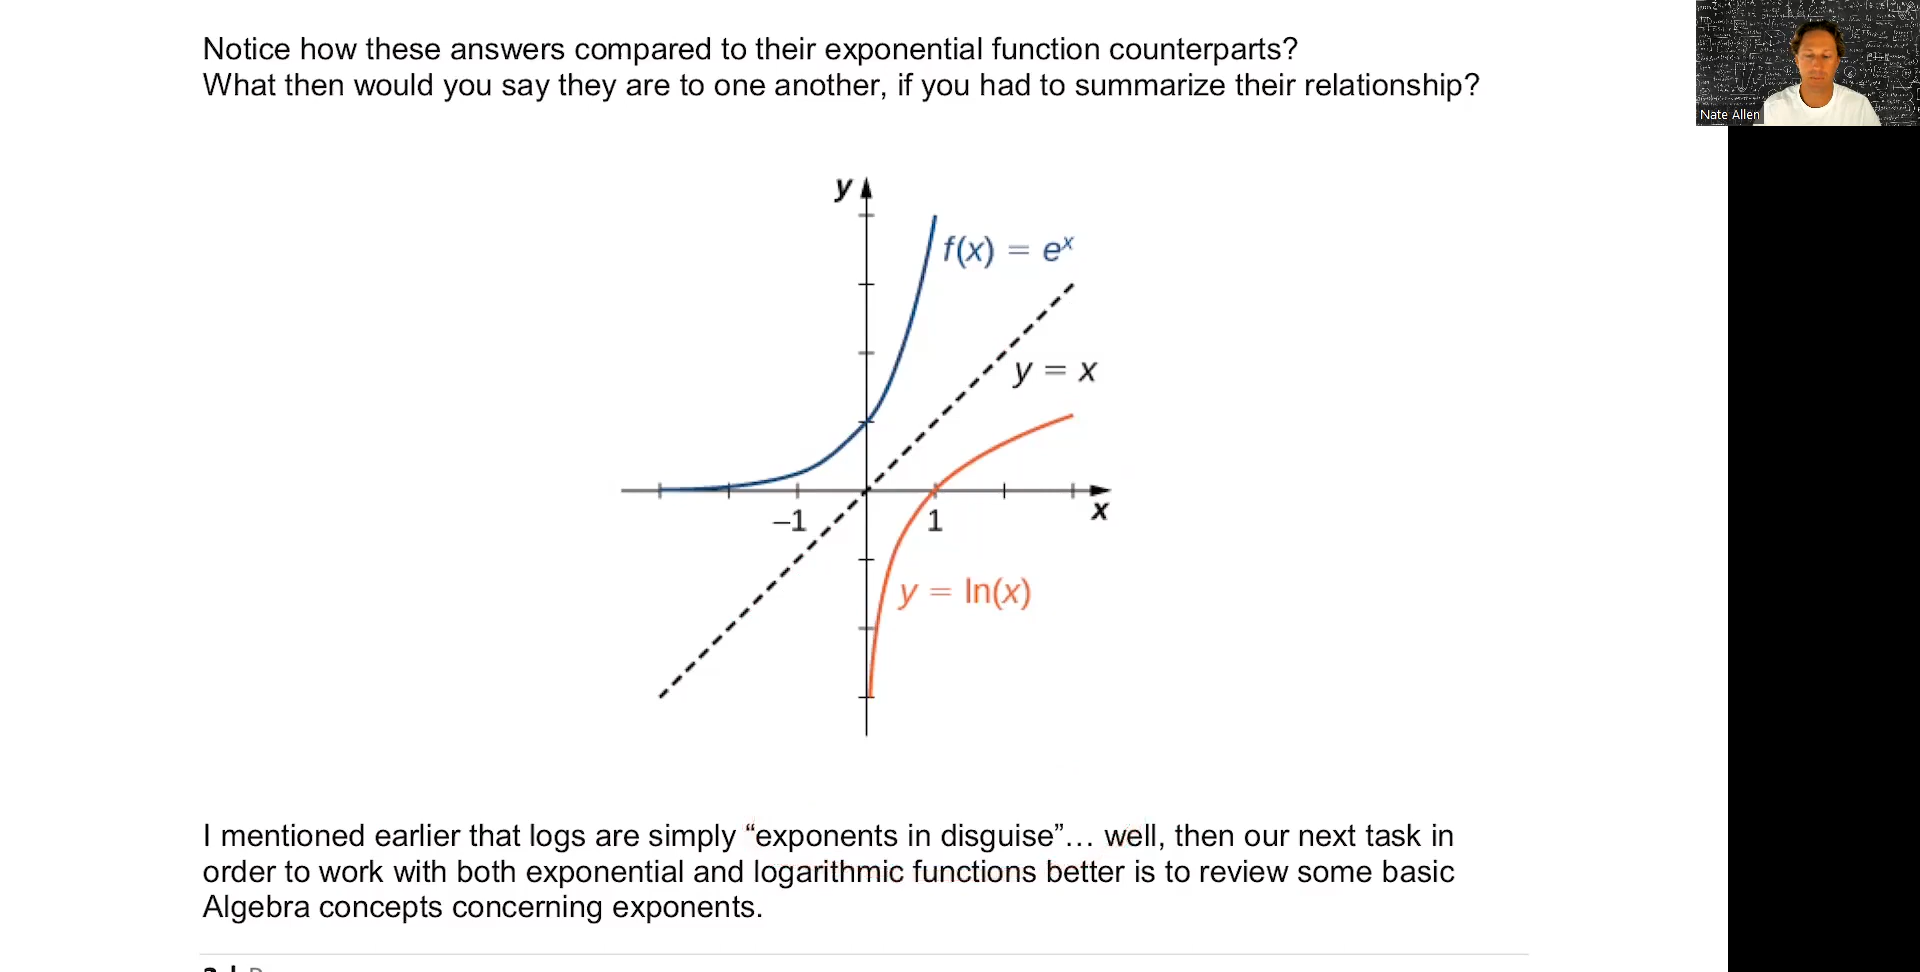 Notice how these answers compared to their exponential function counterparts?
What then would you say they are to one another, if you had to summarize their relationship?
Nate Allen
y
f(x) = eˣ
y = x
−1
1
x
y = ln(x)
I mentioned earlier that logs are simply “exponents in disguise”… well, then our next task in
order to work with both exponential and logarithmic functions better is to review some basic
Algebra concepts concerning exponents.